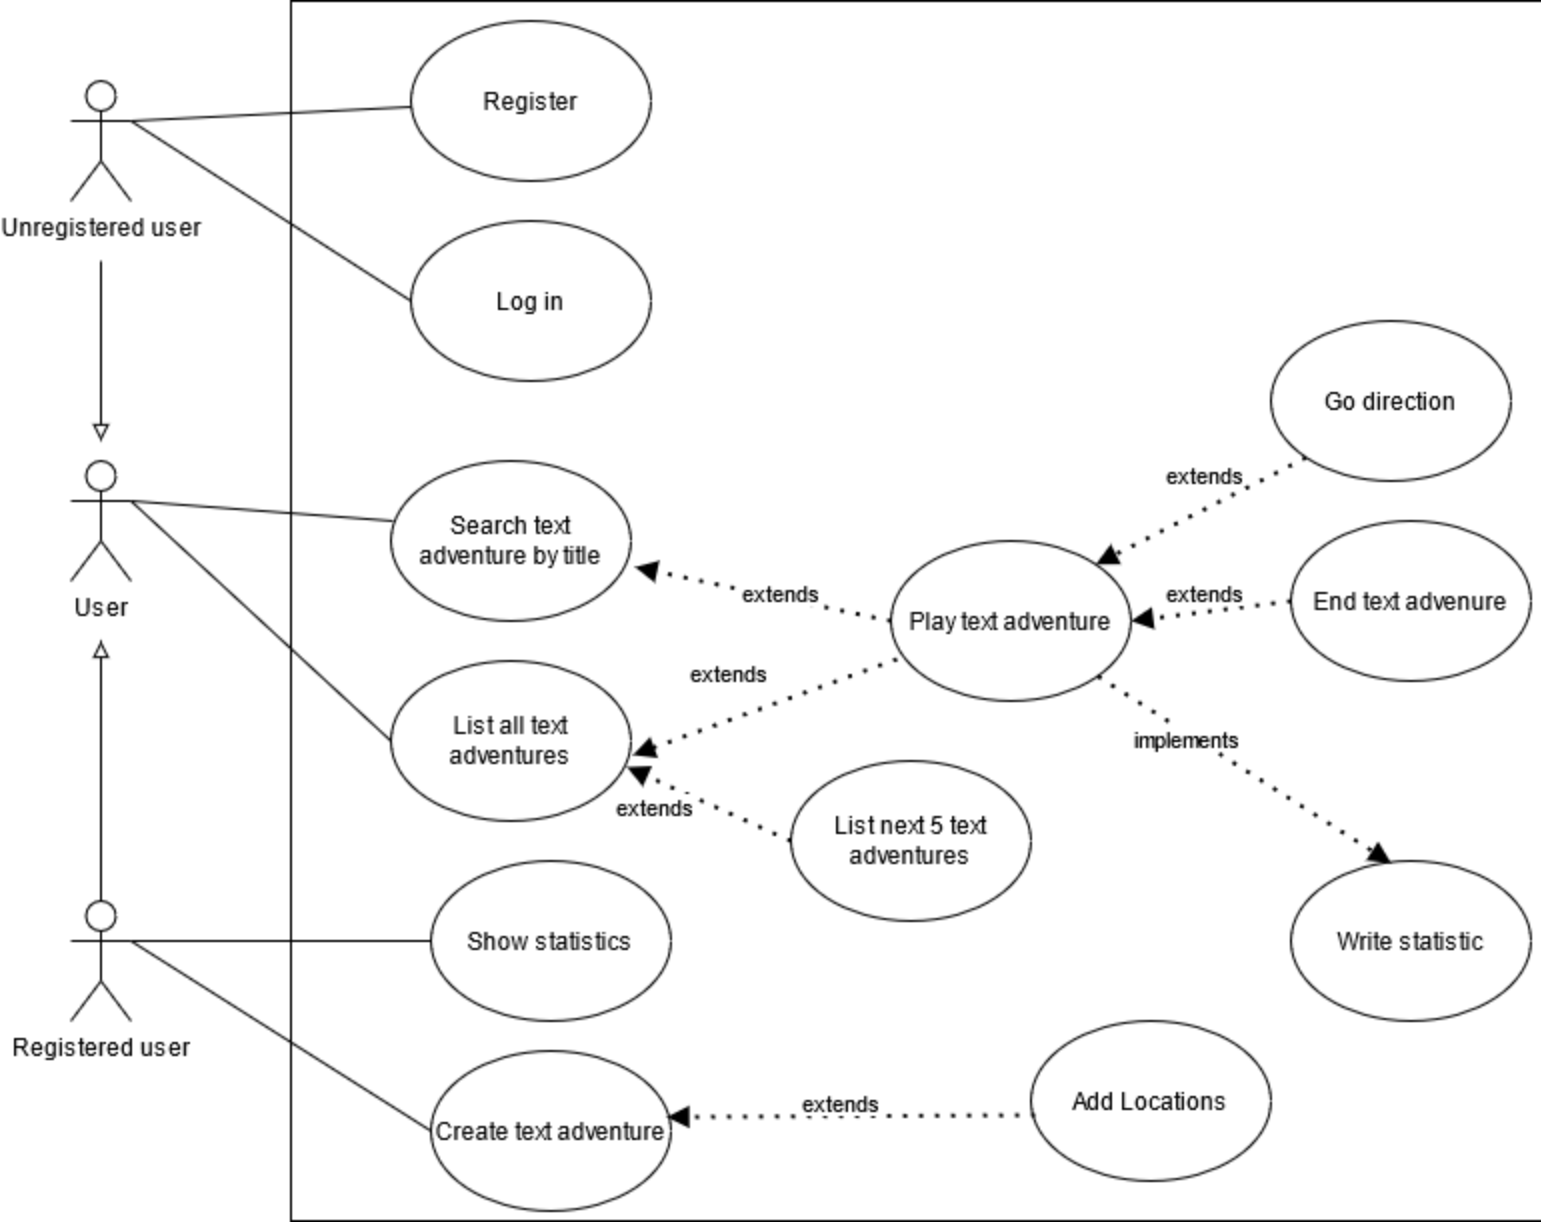 Register
Unregistered user
Log in
Go direction
extends
Search text
adventure by title
extends
extends
End text advenure
User
Play text adventure
extends
List all text
adventures
implements
extends
List next 5 text
adventures
Show statistics
Write statistic
Registered user
Create text adventure
extends
Add Locations